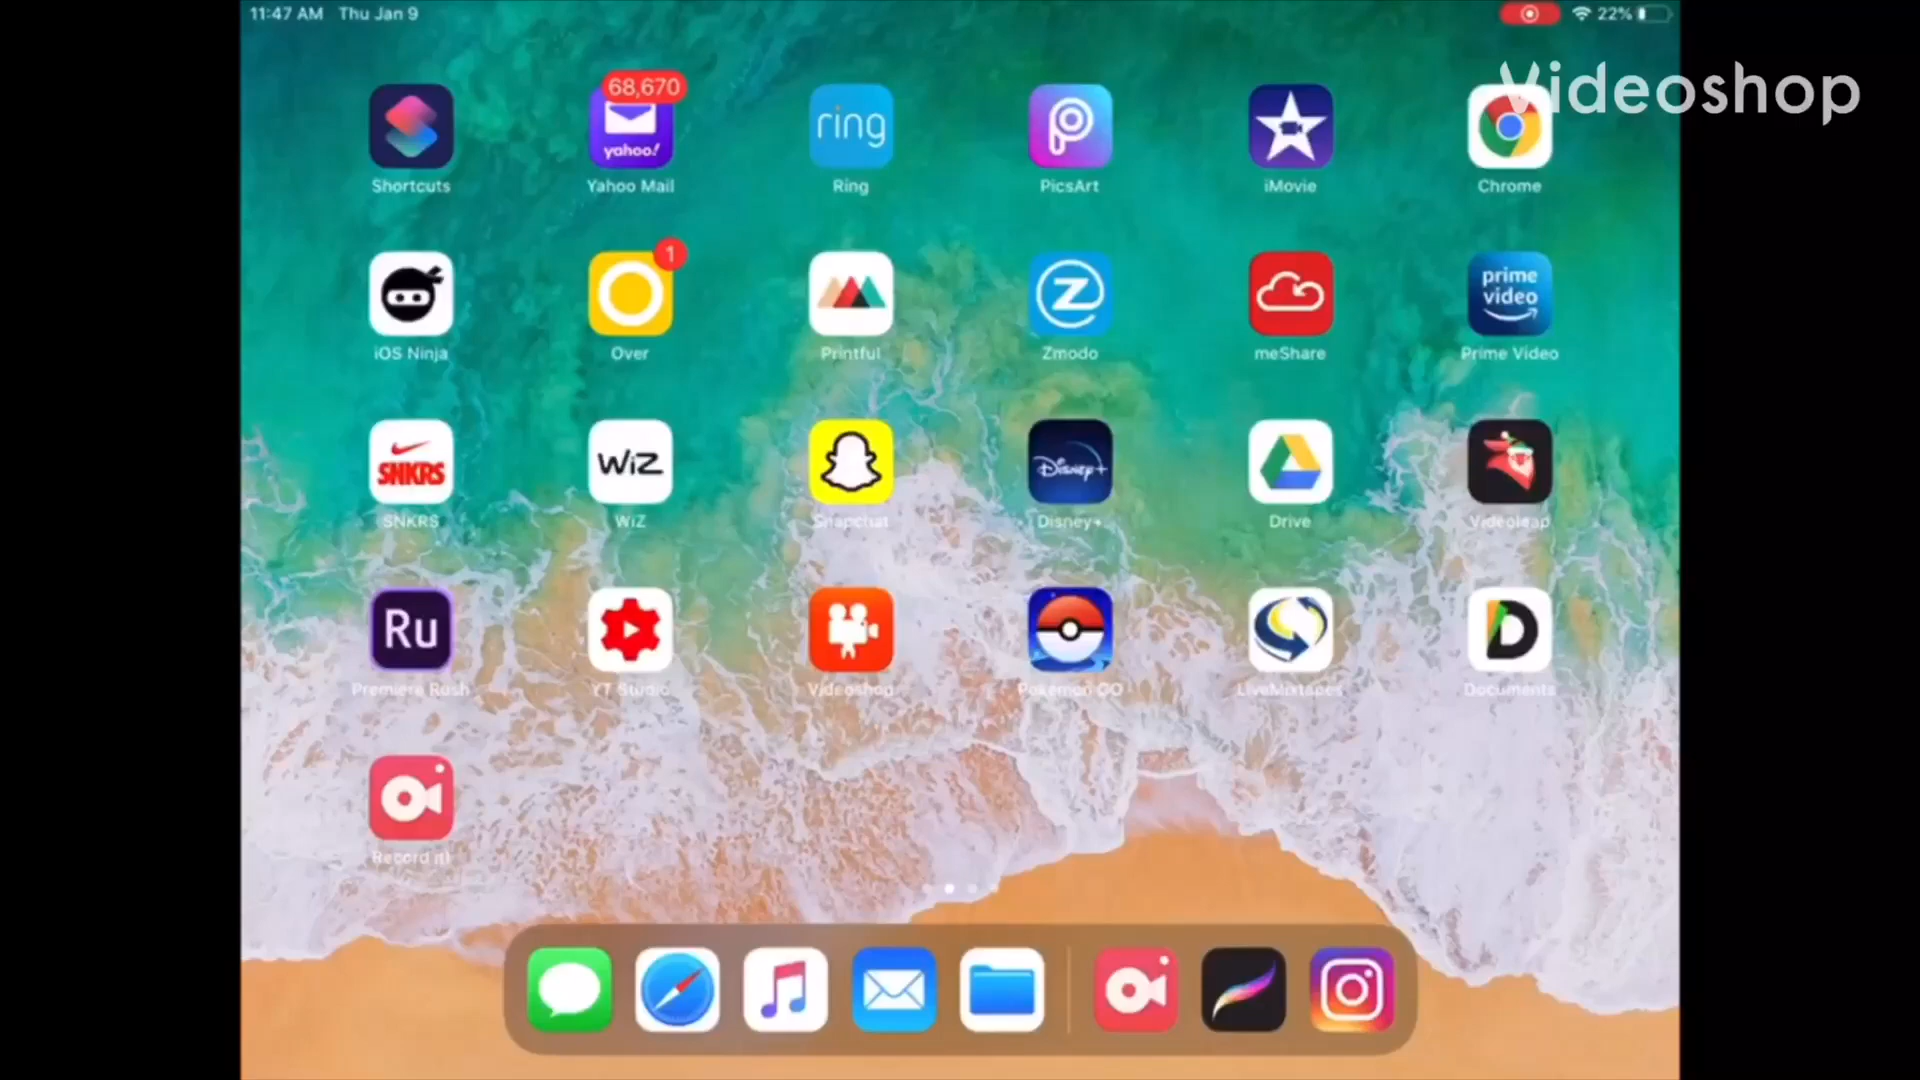 11:47 AM Thu Jan 9
22%
Videoshop
68,670
yahoo!
ring
Shortcuts
Yahoo Mail
Ring
PicsArt
iMovie
Chrome
1
prime video
iOS Ninja
Over
Printful
Zmodo
meShare
Prime Video
SNKRS
WiZ
Disney+
SNKRS
WiZ
Snapchat
Disney+
Drive
Videoleap
Ru
Premiere Rush
YT Studio
Videoshop
Pokémon GO
LiveMixtapes
Documents
Record it!